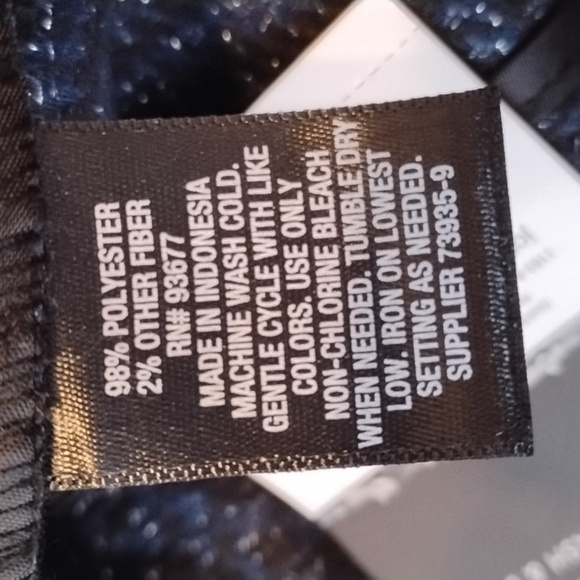 98% POLYESTER
2% OTHER FIBER
RN# 93677
MADE IN INDONESIA
MACHINE WASH COLD.
GENTLE CYCLE WITH LIKE
COLORS. USE ONLY
NON-CHLORINE BLEACH
WHEN NEEDED. TUMBLE DRY
LOW. IRON ON LOWEST
SETTING AS NEEDED.
SUPPLIER 73935-9